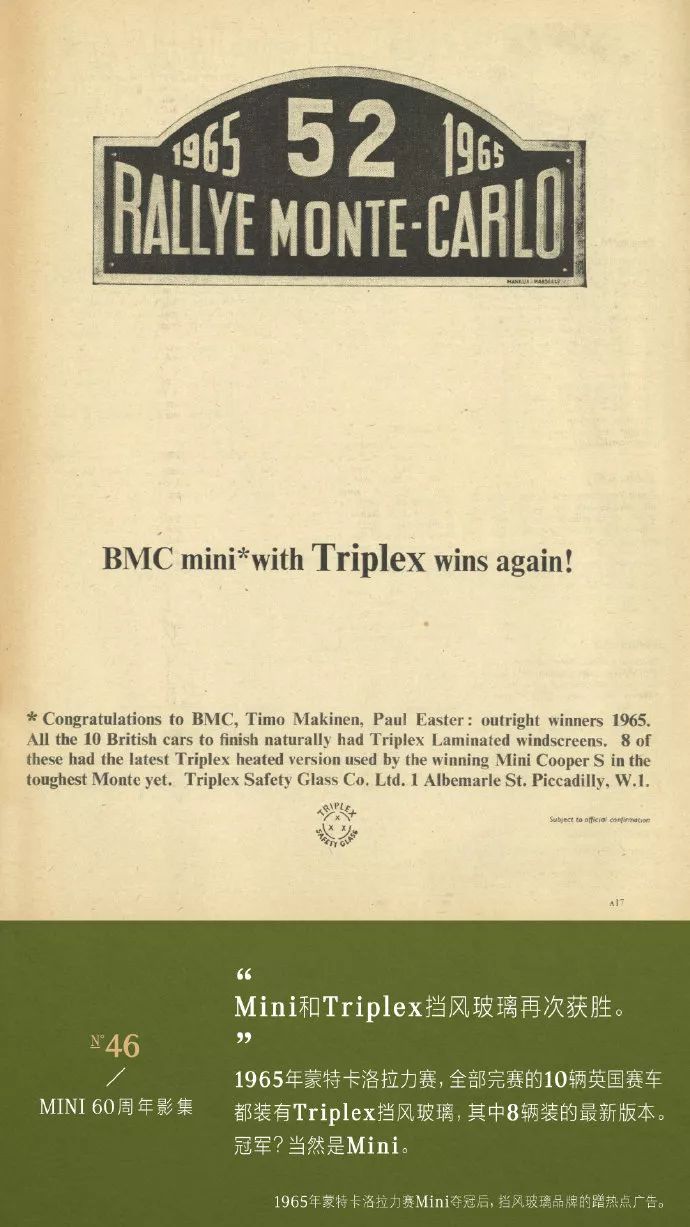 1965 52 1965
RALLYE MONTE-CARLO
BMC mini*with Triplex wins again!
* Congratulations to BMC, Timo Makinen, Paul Easter: outright winners 1965.
All the 10 British cars to finish naturally had Triplex Laminated windscreens. 8 of
these had the latest Triplex heated version used by the winning Mini Cooper S in the
toughest Monte yet. Triplex Safety Glass Co. Ltd. 1 Albemarle St. Piccadilly, W.1.
TRIPLEX
XXX
SAFETY GLASS
Subject to official confirmation
A17
“
Mini和Triplex挡风玻璃再次获胜。
”
N°46
/
MINI 60周年影集
1965年蒙特卡洛拉力赛,全部完赛的10辆英国赛车
都装有Triplex挡风玻璃,其中8辆装的最新版本。
冠军?当然是Mini。
1965年蒙特卡洛拉力赛Mini夺冠后,挡风玻璃品牌的蹭热点广告。